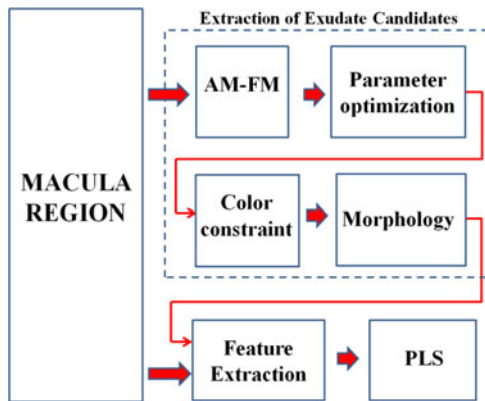 Extraction of Exudate Candidates
MACULA
REGION
AM-FM
Parameter
optimization
Color
constraint
Morphology
Feature
Extraction
PLS